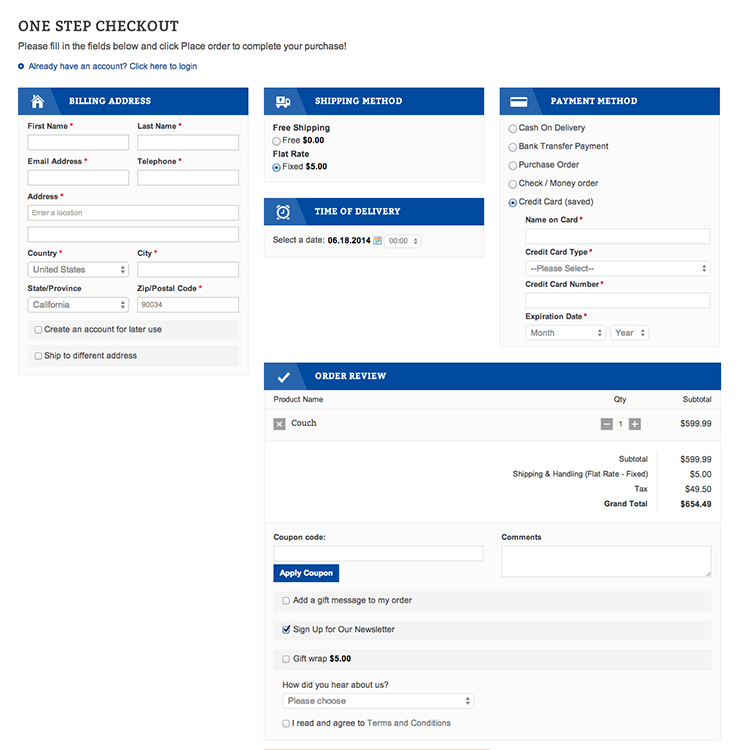 ONE STEP CHECKOUT
Please fill in the fields below and click Place order to complete your purchase!
Already have an account? Click here to login
BILLING ADDRESS
First Name * Last Name *
Email Address * Telephone *
Address *
Enter a location
Country * City *
United States
State/Province Zip/Postal Code *
California 90034
Create an account for later use
Ship to different address
SHIPPING METHOD
Free Shipping
Free $0.00
Flat Rate
Fixed $5.00
TIME OF DELIVERY
Select a date: 06.18.2014 00:00
PAYMENT METHOD
Cash On Delivery
Bank Transfer Payment
Purchase Order
Check / Money order
Credit Card (saved)
Name on Card *
Credit Card Type *
--Please Select--
Credit Card Number *
Expiration Date *
Month Year
ORDER REVIEW
Product Name Qty Subtotal
Couch 1 $599.99
Subtotal $599.99
Shipping & Handling (Flat Rate - Fixed) $5.00
Tax $49.50
Grand Total $654.49
Coupon code: Comments
Apply Coupon
Add a gift message to my order
Sign Up for Our Newsletter
Gift wrap $5.00
How did you hear about us?
Please choose
I read and agree to Terms and Conditions